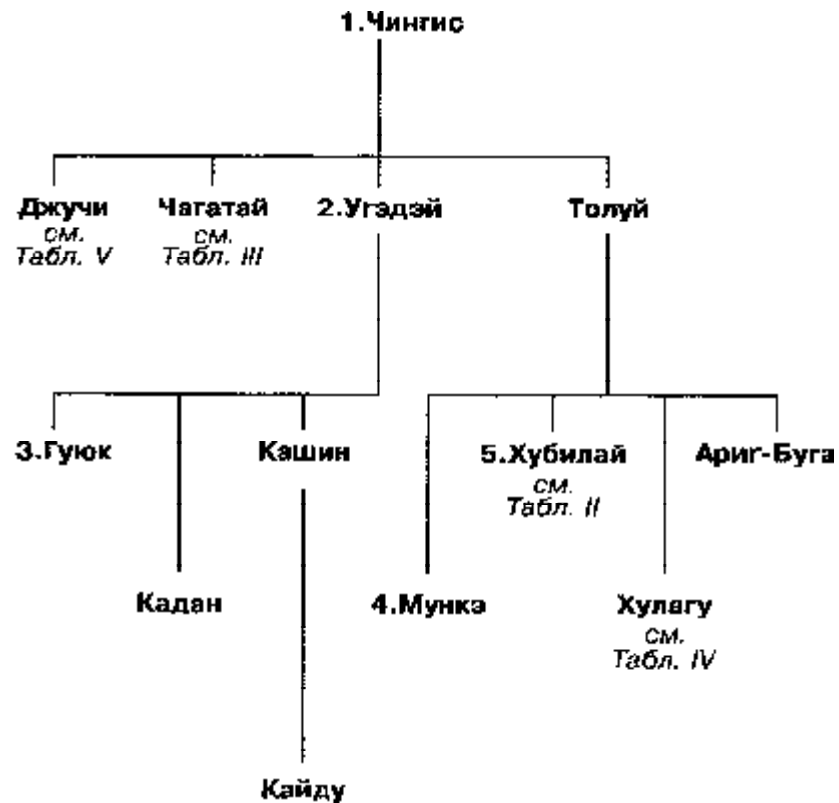 1.Чингис
Джучи Чагатай 2.Угэдэй Толуй
см. см.
Табл. V Табл. III
3.Гуюк Кашин 5.Хубилай Ариг-Буга
см.
Табл. II
Кадан 4.Мункэ Хулагу
см.
Табл. IV
Кайду